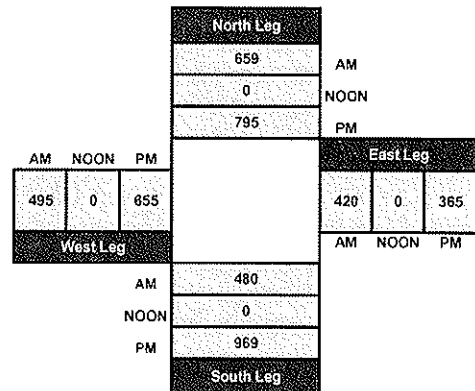 North Leg
659 AM
0 NOON
795 PM
AM NOON PM
East Leg
495 0 655
420 0 365
West Leg
AM NOON PM
AM 480
NOON 0
PM 969
South Leg